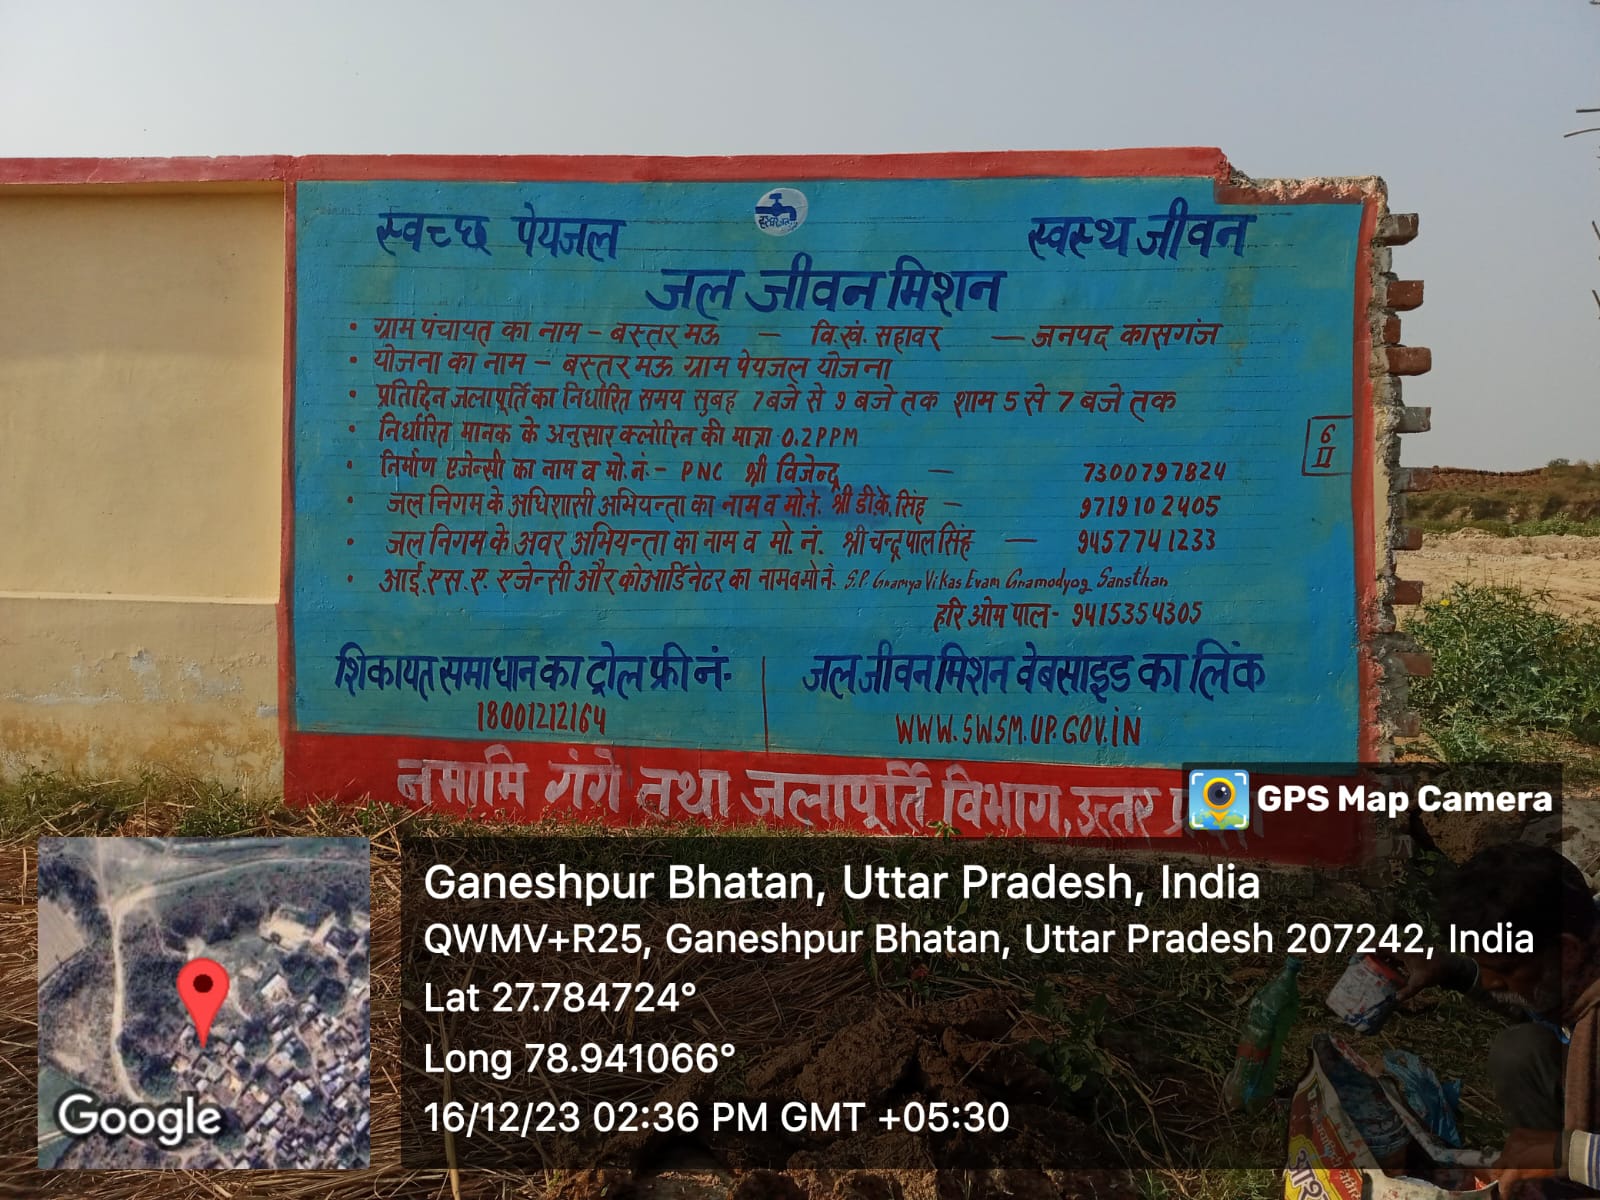 स्वच्छ पेयजल
स्वस्थ जीवन
जल जीवन मिशन
• ग्राम पंचायत का नाम - बस्तर मऊ — वि.खं. सहावर — जनपद कासगंज
• योजना का नाम - बस्तर मऊ ग्राम पेयजल योजना
• प्रतिदिन जलापूर्ति का निर्धारित समय सुबह 7 बजे से 9 बजे तक शाम 5 से 7 बजे तक
• निर्धारित मानक के अनुसार क्लोरिन की मात्रा 0.2 PPM
• निर्माण एजेन्सी का नाम व मो.नं.- PNC श्री विजेन्द्र — 7300797824
• जल निगम के अधिशासी अभियन्ता का नाम व मो.नं. श्री डी.के. सिंह — 9719102405
• जल निगम के अवर अभियन्ता का नाम व मो. नं. श्री चन्द्रपाल सिंह — 9457741233
• आई.एस.ए. एजेन्सी और कोआर्डिनेटर का नाम व मो नं. S.P. Gramya Vikas Evam Gramodyog Sansthan
हरि ओम पाल- 9415354305
6
II
शिकायत समाधान का ट्रोल फ्री नं-
18001212164
जल जीवन मिशन वेबसाइड का लिंक
WWW.SWSM.UP.GOV.iN
नमामि गंगे तथा जलापूर्ति विभाग, उत्तर
GPS Map Camera
Ganeshpur Bhatan, Uttar Pradesh, India
QWMV+R25, Ganeshpur Bhatan, Uttar Pradesh 207242, India
Lat 27.784724°
Long 78.941066°
16/12/23 02:36 PM GMT +05:30
Google